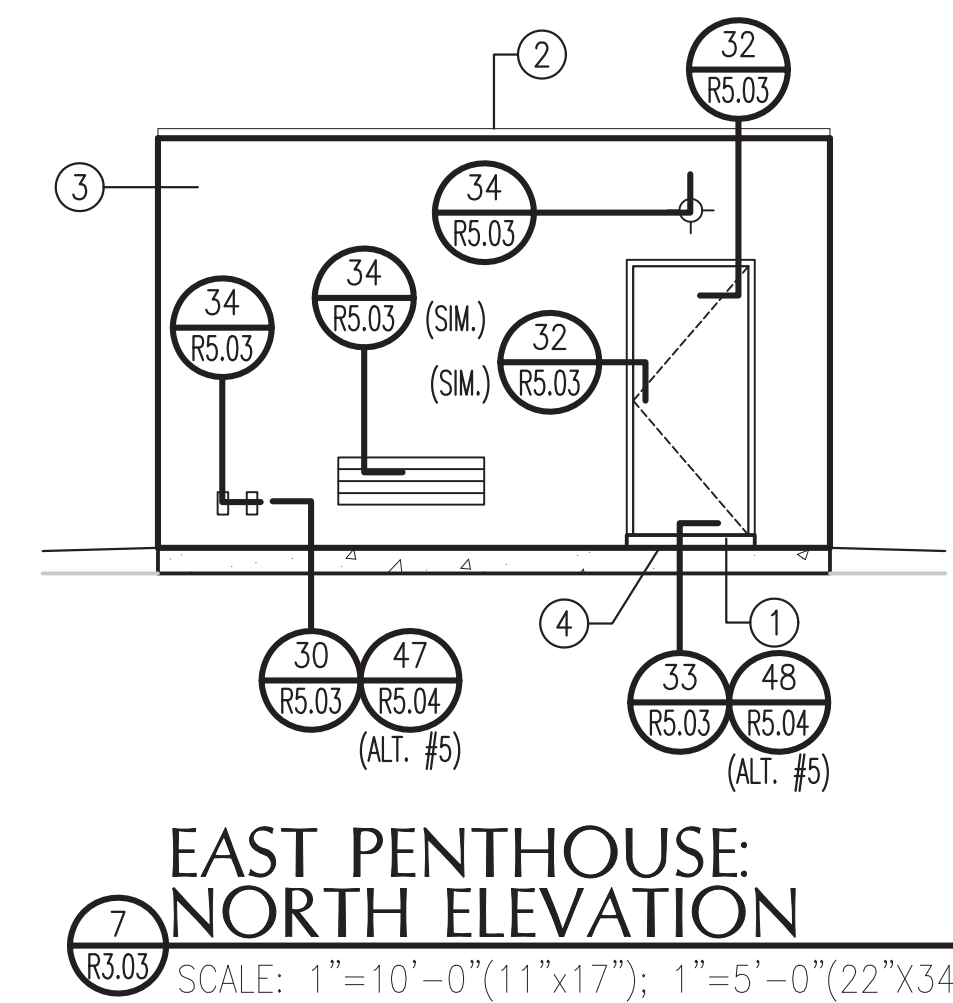 2
32
R5.03
3
34
R5.03
34
R5.03
(SIM.)
34
R5.03
32
R5.03
(SIM.)
4
1
30
R5.03
47
R5.04
(ALT. #5)
33
R5.03
48
R5.04
(ALT. #5)
EAST PENTHOUSE:
NORTH ELEVATION
7
R3.03
SCALE: 1"=10'-0"(11"x17"); 1"=5'-0"(22"X34